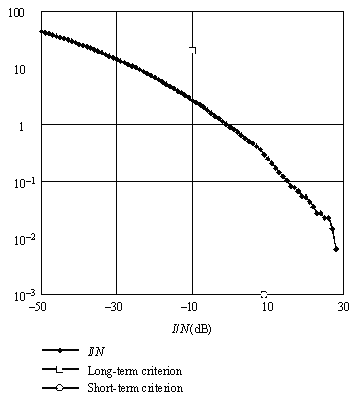 100
10
1
10–1
10–2
10–3
–50 –30 –10 10 30
I/N (dB)
I/N
Long-term criterion
Short-term criterion